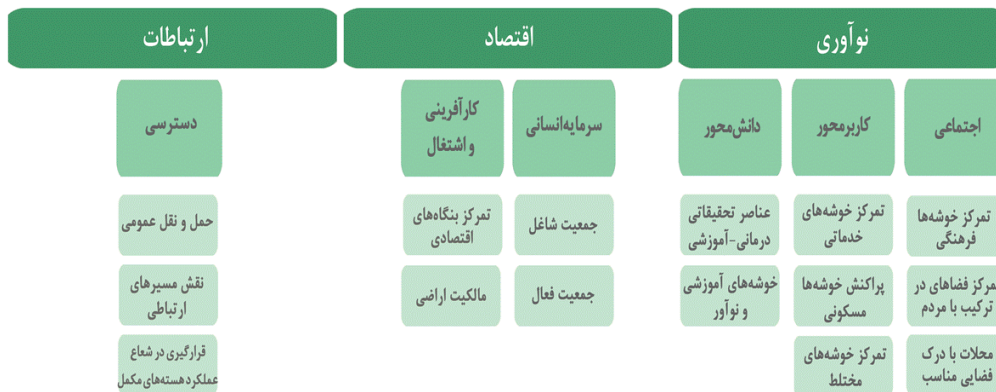 نوآوری
اقتصاد
ارتباطات
اجتماعی
کاربرمحور
دانش‌محور
سرمایه‌انسانی
کارآفرینی
و اشتغال
دسترسی
تمرکز خوشه‌ها
فرهنگی
تمرکز خوشه‌های
خدماتی
عناصر تحقیقاتی
درمانی-آموزشی
جمعیت شاغل
تمرکز بنگاه‌های
اقتصادی
حمل و نقل عمومی
مرکز فضاهای در
ترکیب با مردم
پراکنش خوشه‌ها
مسکونی
خوشه‌های آموزشی
و نوآور
جمعیت فعال
مالکیت اراضی
نقش مسیرهای
ارتباطی
محلات با درک
فضایی مناسب
تمرکز خوشه‌های
مختلط
قرارگیری در شعاع
عملکرد هسته‌های مکمل